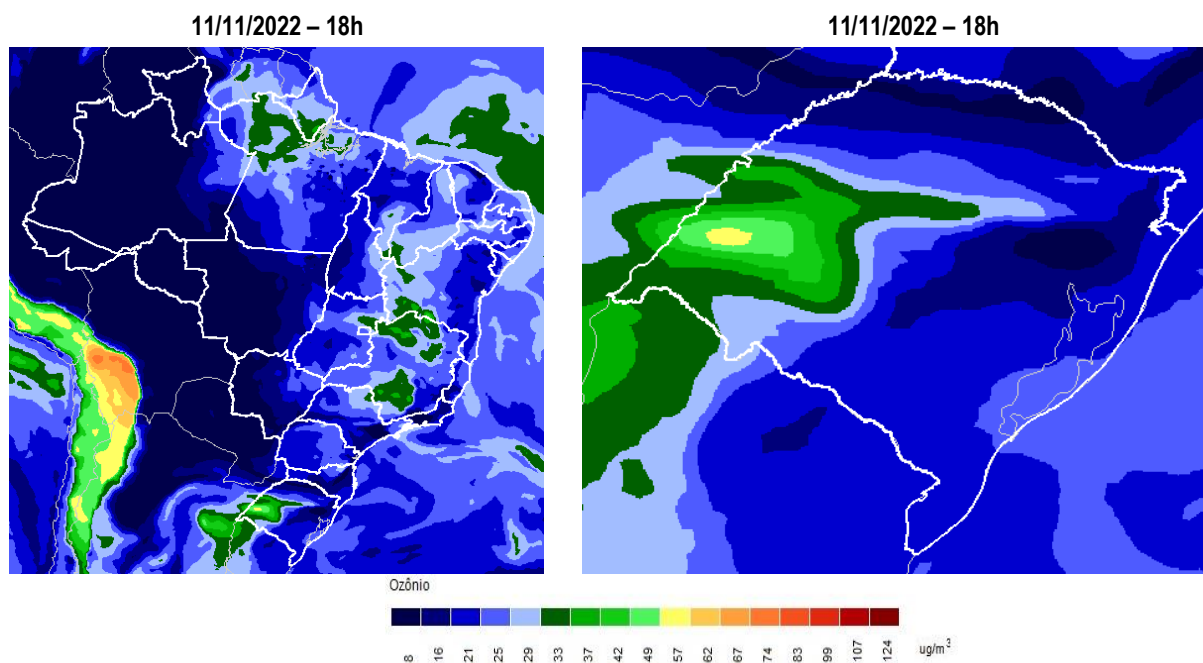 11/11/2022 – 18h
11/11/2022 – 18h
Ozônio
8 16 21 25 29 33 37 42 49 57 62 67 74 83 99 107 124 ug/m³